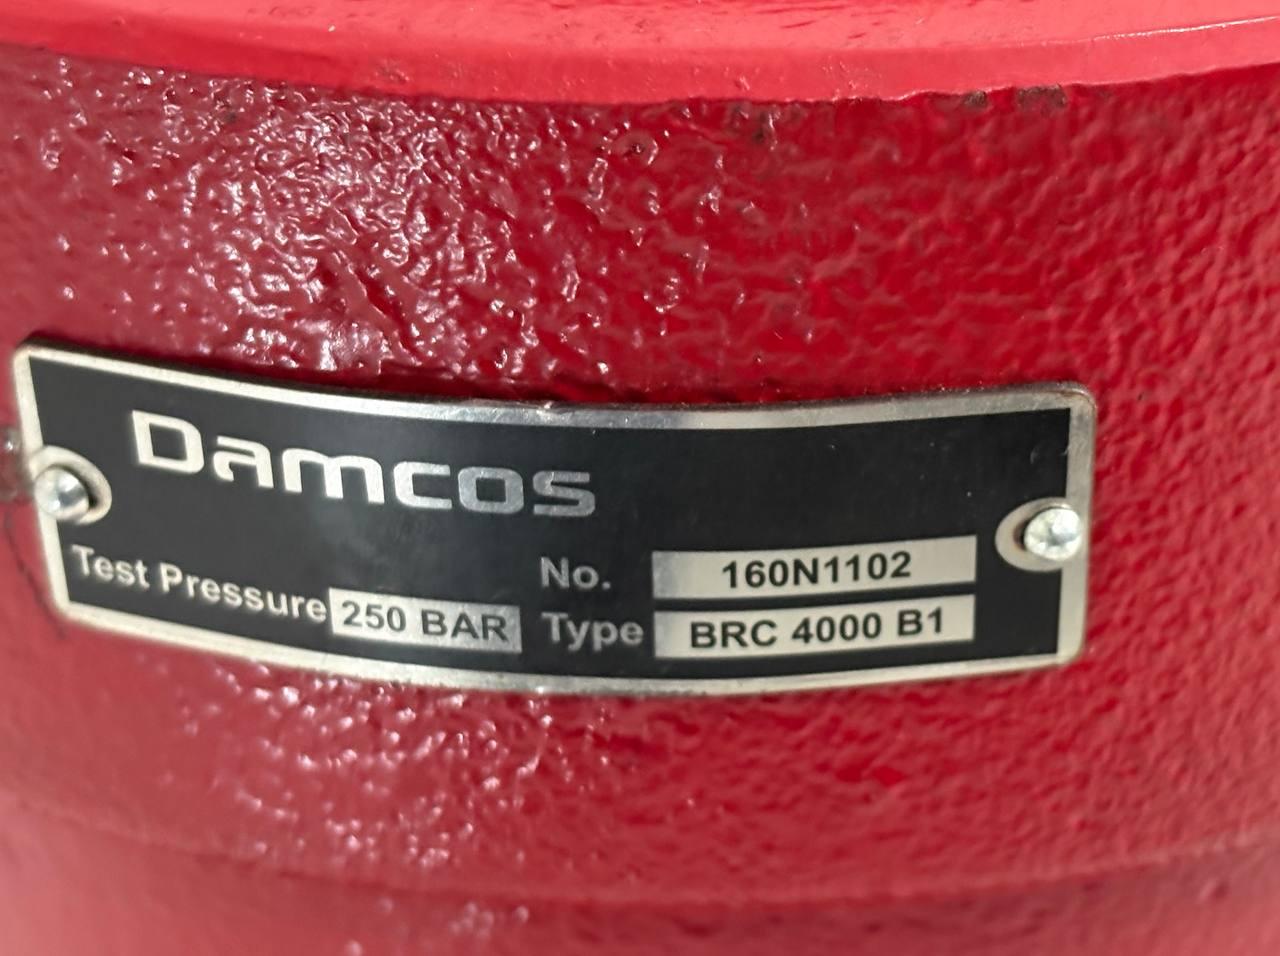 Damcos
Test Pressure 250 BAR
No. 160N1102
Type BRC 4000 B1